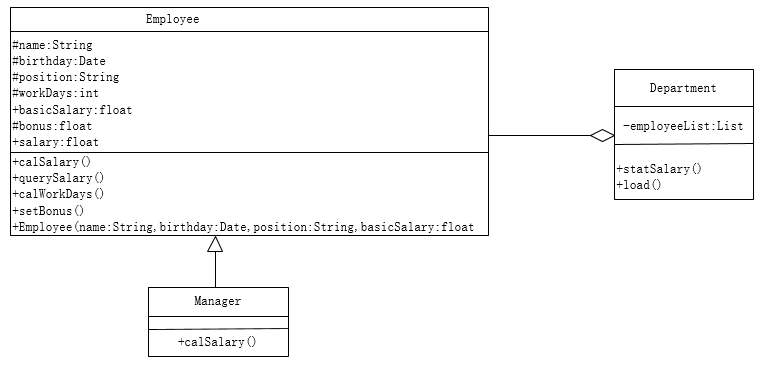 Employee
#name:String
#birthday:Date
#position:String
#workDays:int
+basicSalary:float
#bonus:float
+salary:float
+calSalary()
+querySalary()
+calWorkDays()
+setBonus()
+Employee(name:String,birthday:Date,position:String,basicSalary:float
Department
-employeeList:List
+statSalary()
+load()
Manager
+calSalary()